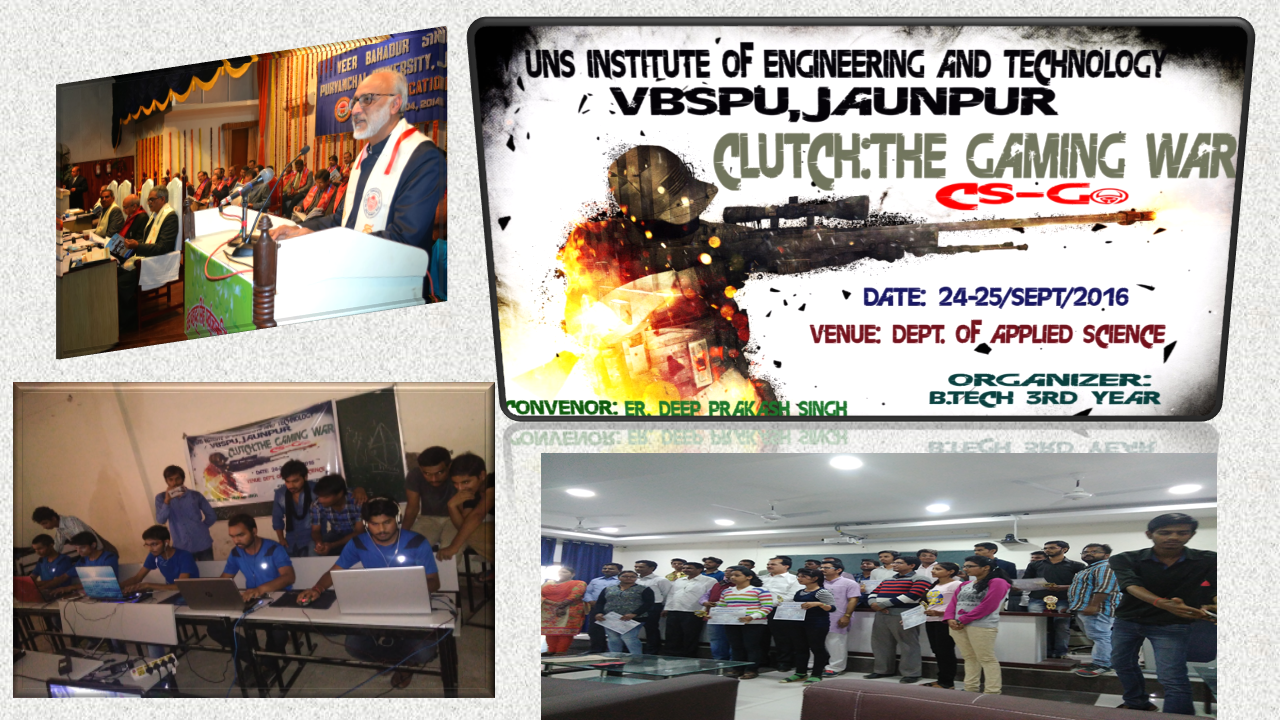 VEER BAHADUR SIN
PURVANCHAL UNIVERSITY, J
UNS INSTITUTE OF ENGINEERING AND TECHNOLOGY
VBSPU, JAUNPUR
CLUTCH:THE GAMING WAR
CS-GO
DATE: 24-25/SEPT/2016
VENUE: DEPT. OF APPLIED SCIENCE
ORGANIZER:
B.TECH 3RD YEAR
CONVENOR: ER. DEEP PRAKASH SINGH
VBSPU, JAUNPUR
CLUTCH:THE GAMING WAR